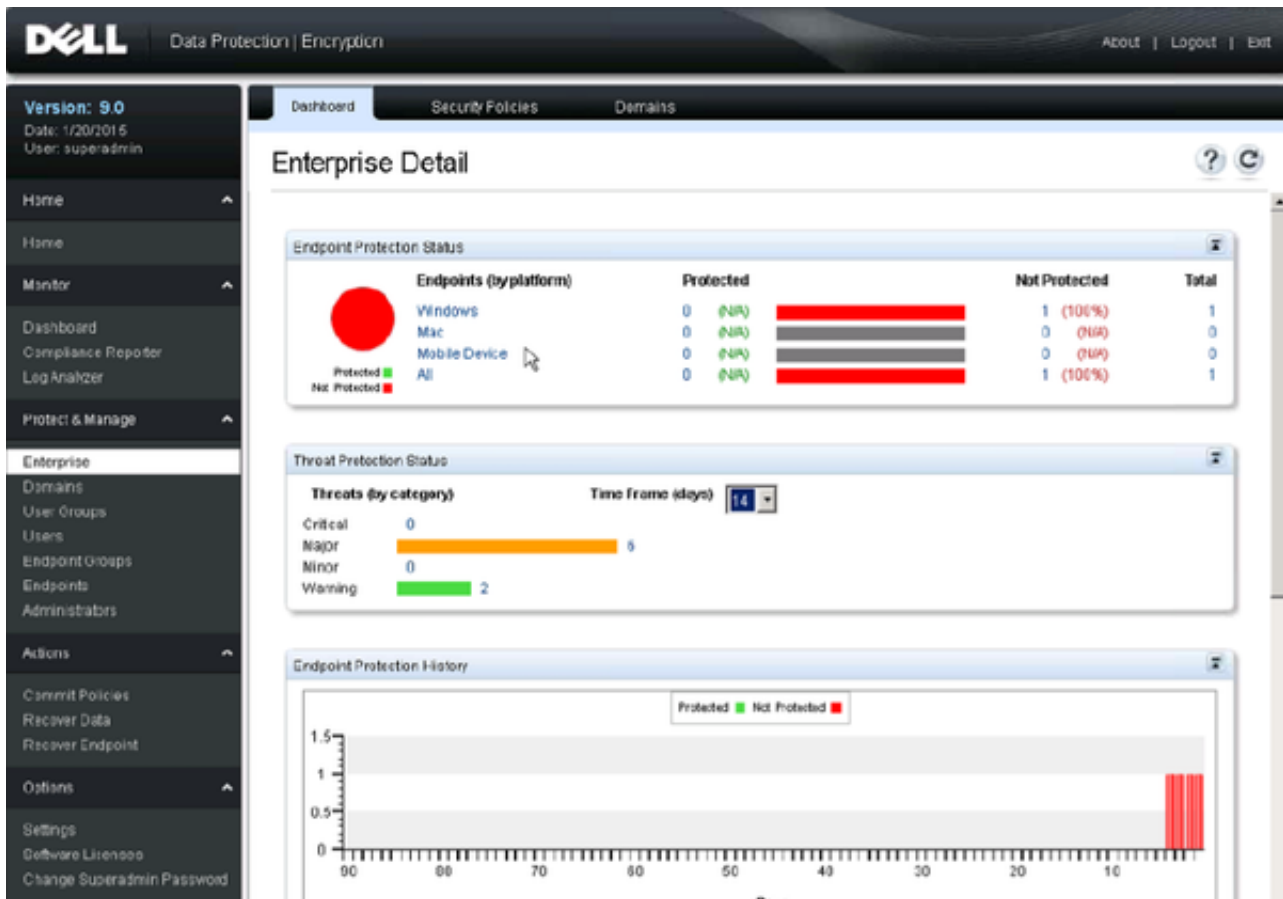 DELL Data Protection | Encryption
About | Logout | Exit
Version: 9.0
Date: 1/20/2015
User: superadmin
Home
Home
Monitor
Dashboard
Compliance Reporter
Log Analyzer
Protect & Manage
Enterprise
Domains
User Groups
Users
Endpoint Groups
Endpoints
Administrators
Actions
Commit Policies
Recover Data
Recover Endpoint
Options
Settings
Software Licenses
Change Superadmin Password
Dashboard Security Policies Domains
Enterprise Detail
Endpoint Protection Status
Endpoints (by platform) Protected Not Protected Total
Windows 0 (N/A) 1 (100%) 1
Mac 0 (N/A) 0 (N/A) 0
Mobile Device 0 (N/A) 0 (N/A) 0
All 0 (N/A) 1 (100%) 1
Protected
Not Protected
Threat Protection Status
Threats (by category) Time Frame (days) 14
Critical 0
Major 6
Minor 0
Warning 2
Endpoint Protection History
Protected Not Protected
1.5
1
0.5
0
90 80 70 60 50 40 30 20 10